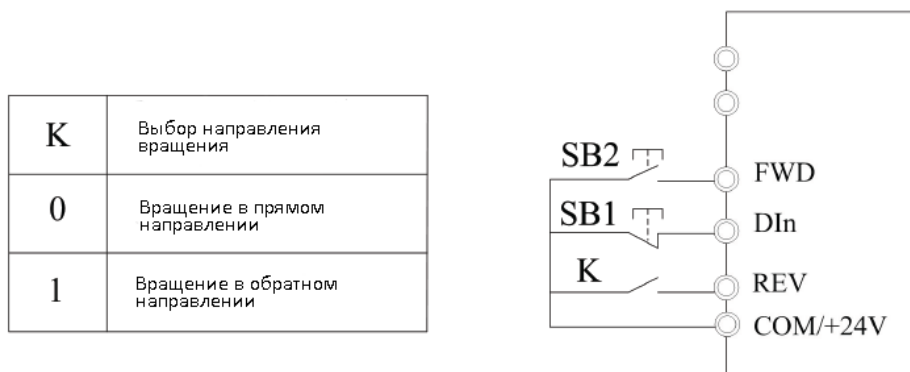 K
Выбор направления
вращения
0
Вращение в прямом
направлении
1
Вращение в обратном
направлении
SB2
FWD
SB1
DIn
K
REV
COM/+24V